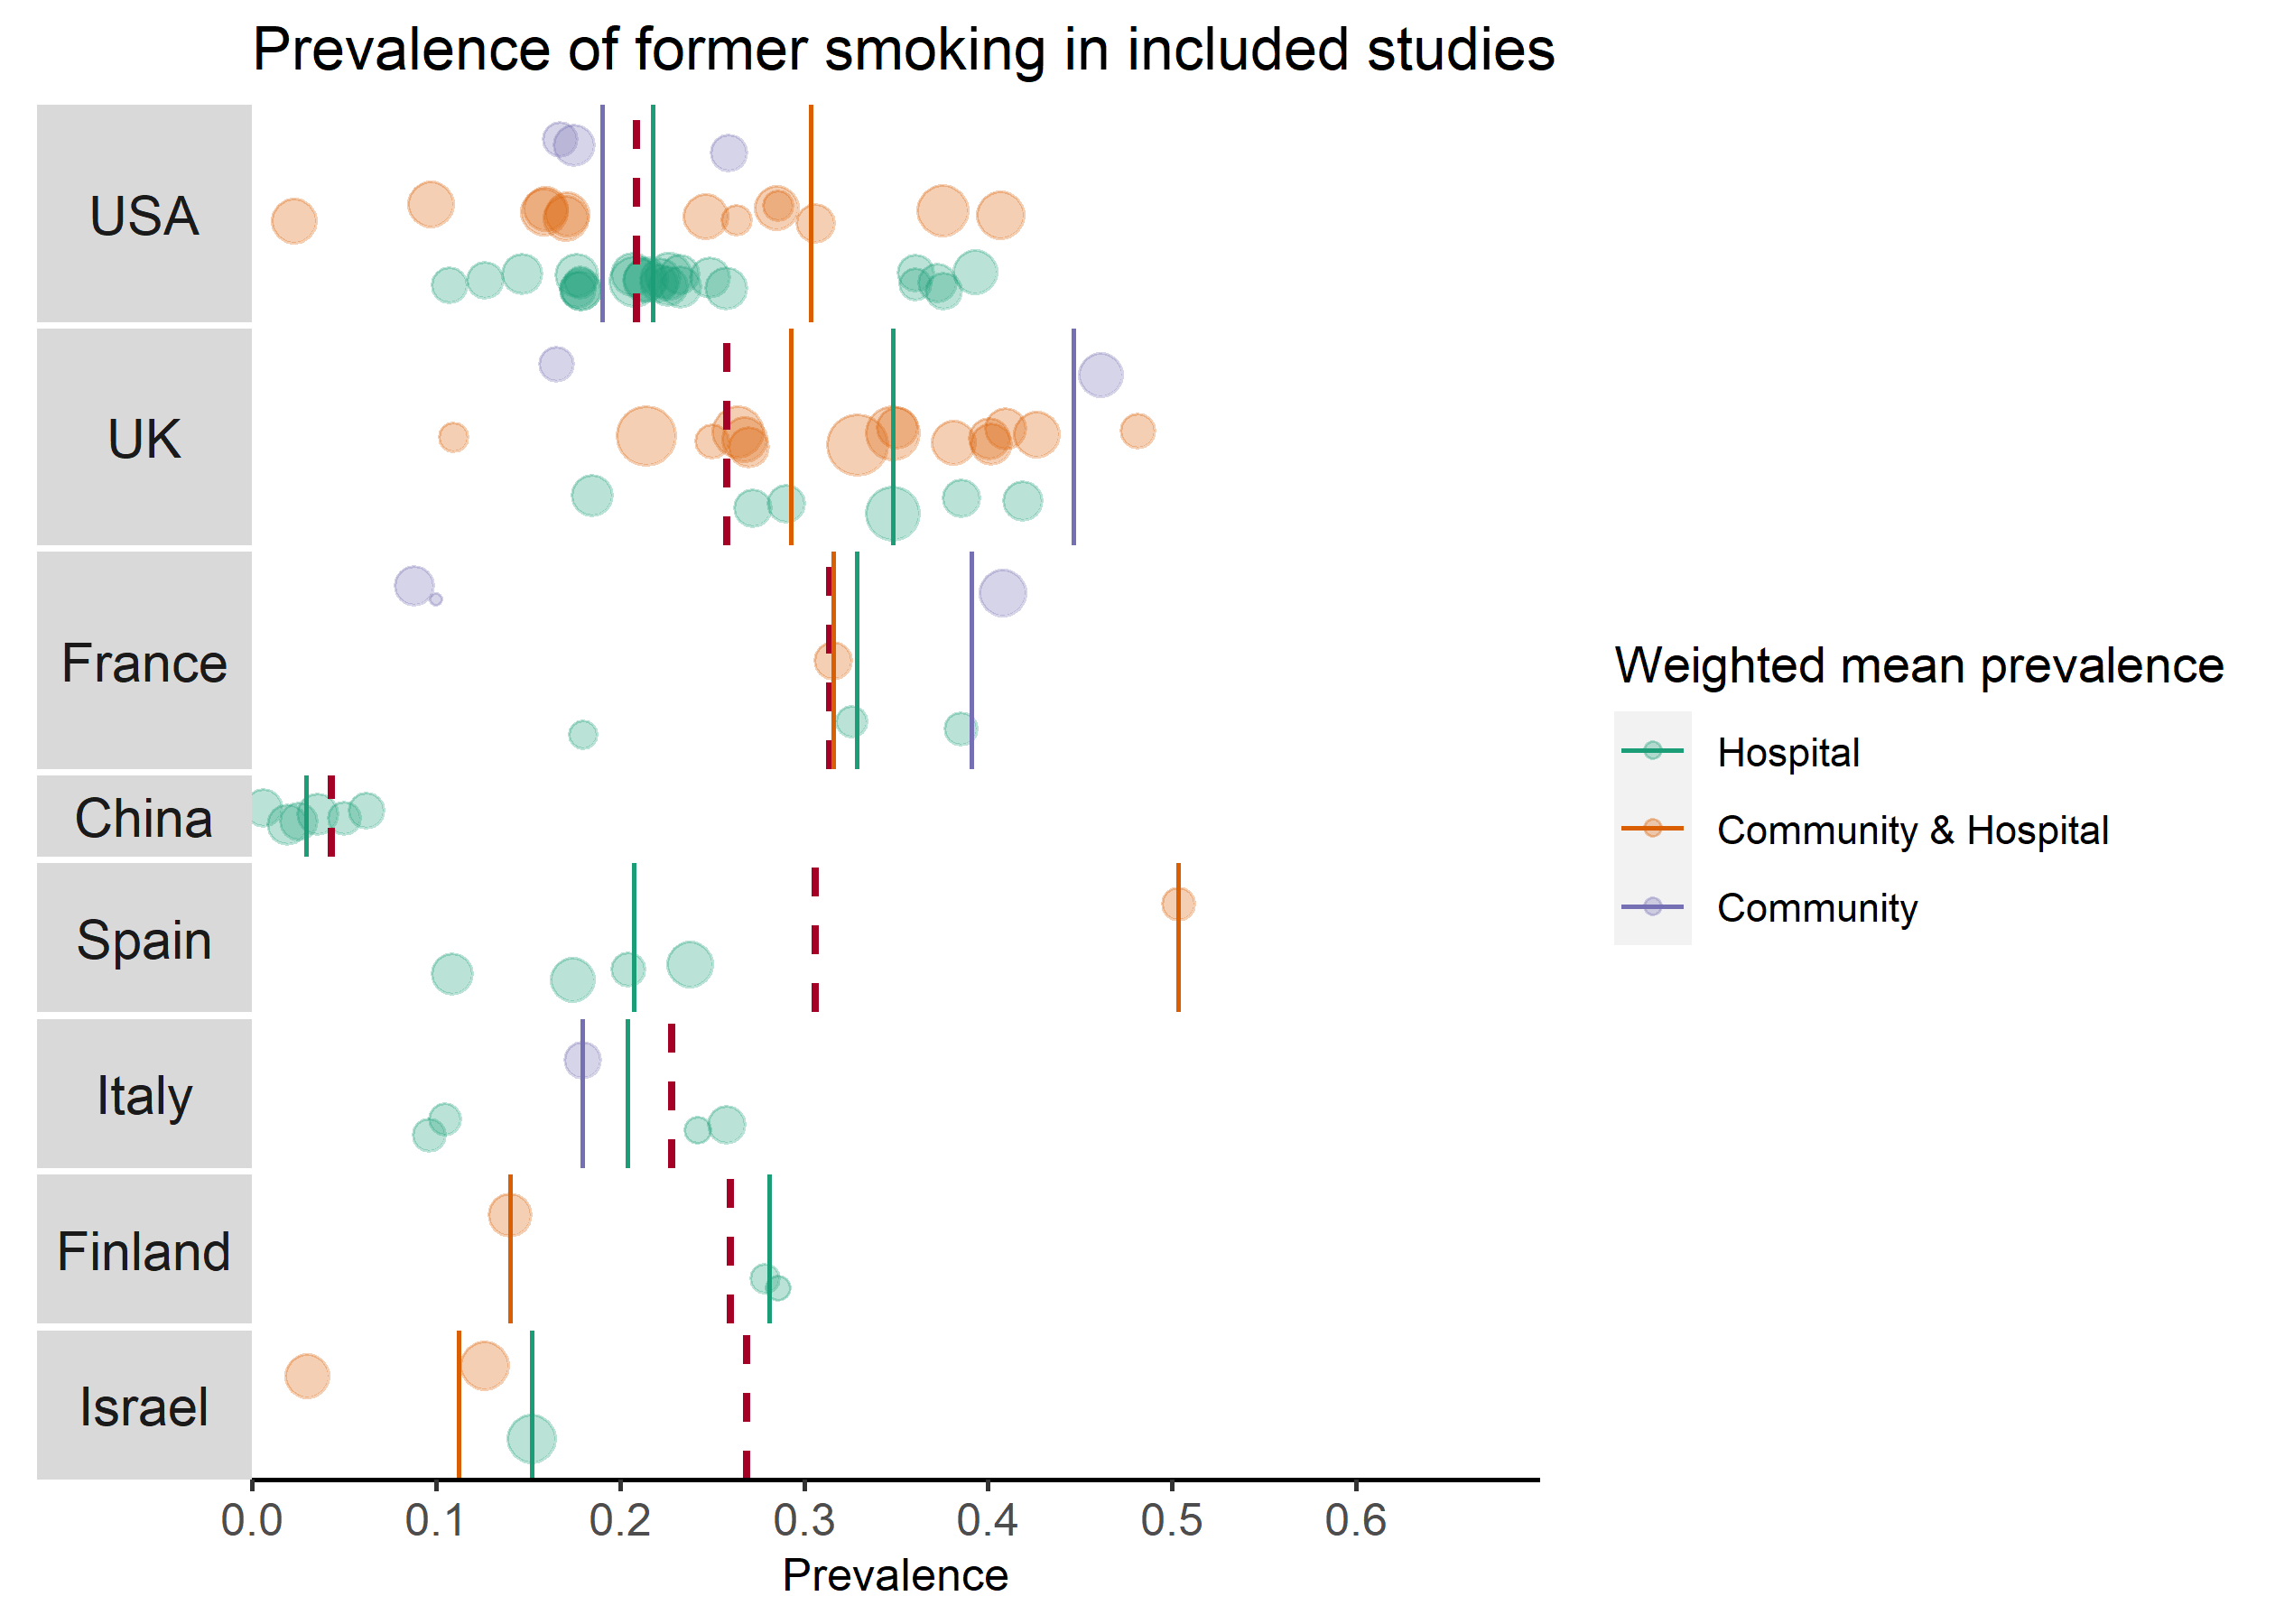 Prevalence of former smoking in included studies
USA
UK
France
China
Spain
Italy
Finland
Israel
0.0 0.1 0.2 0.3 0.4 0.5 0.6
Prevalence
Weighted mean prevalence
Hospital
Community & Hospital
Community